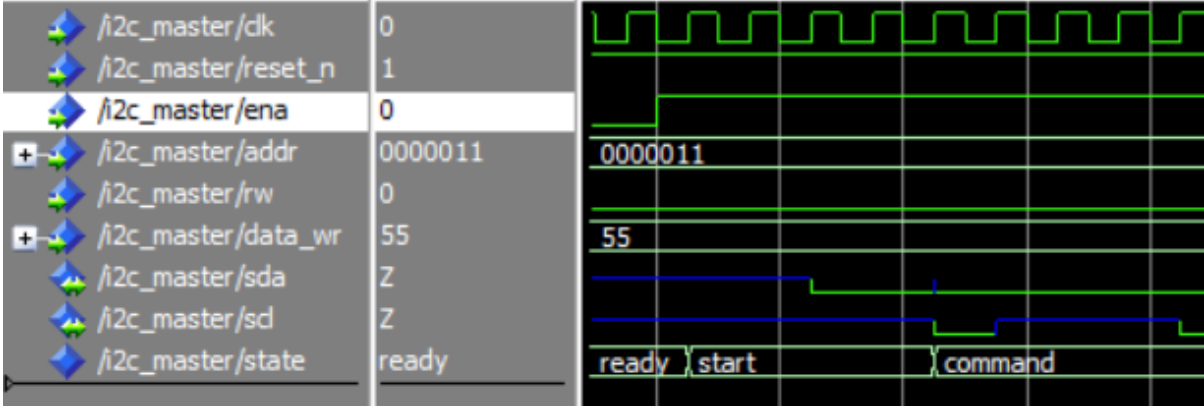 /i2c_master/clk 0
/i2c_master/reset_n 1
/i2c_master/ena 0
/i2c_master/addr 0000011 0000011
/i2c_master/rw 0
/i2c_master/data_wr 55 55
/i2c_master/sda Z
/i2c_master/scl Z
/i2c_master/state ready ready start command